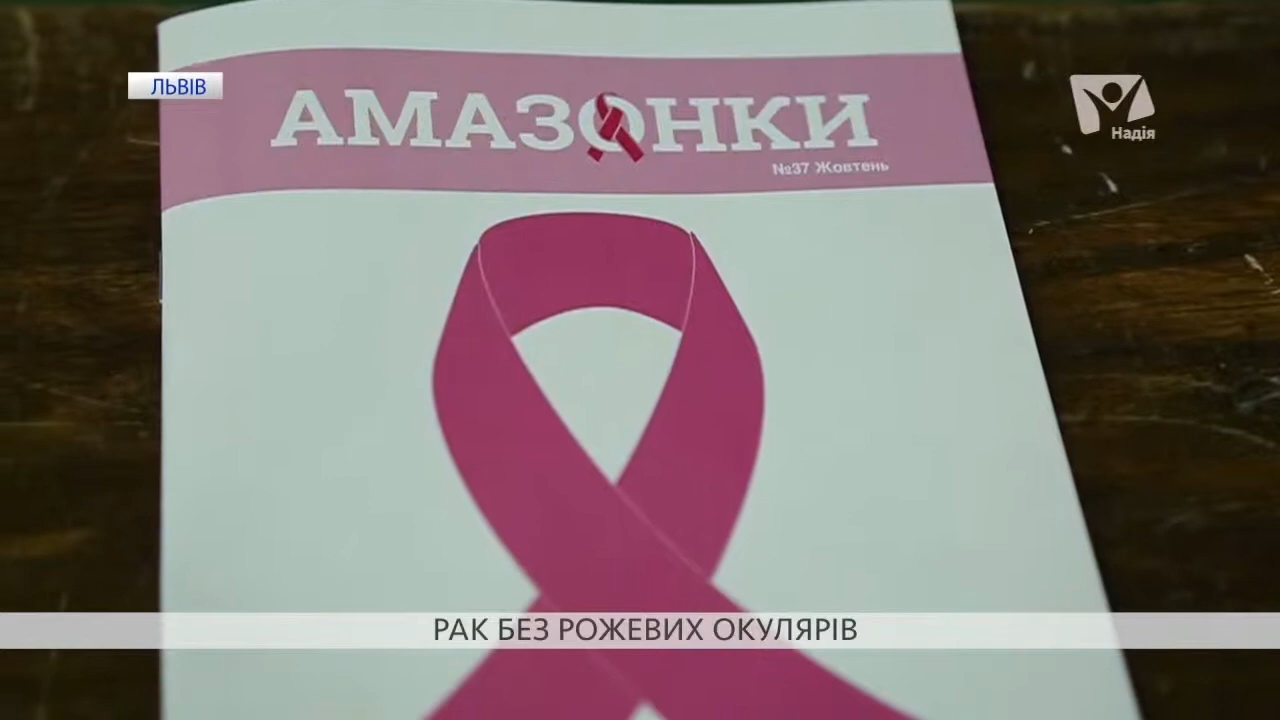 ЛЬВІВ
АМАЗОНКИ
№37 Жовтень
Надія
РАК БЕЗ РОЖЕВИХ ОКУЛЯРІВ